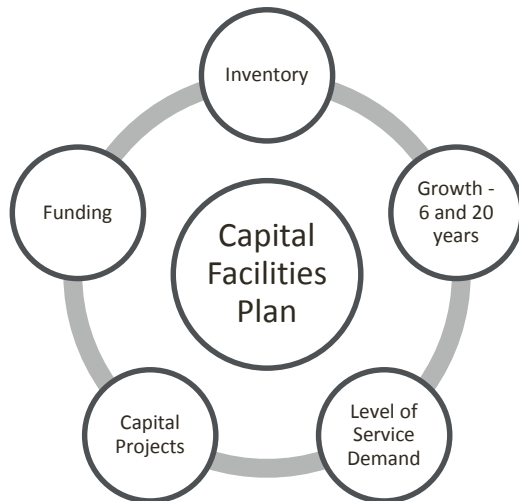 Inventory
Growth -
6 and 20
years
Level of
Service
Demand
Capital
Projects
Funding
Capital
Facilities
Plan